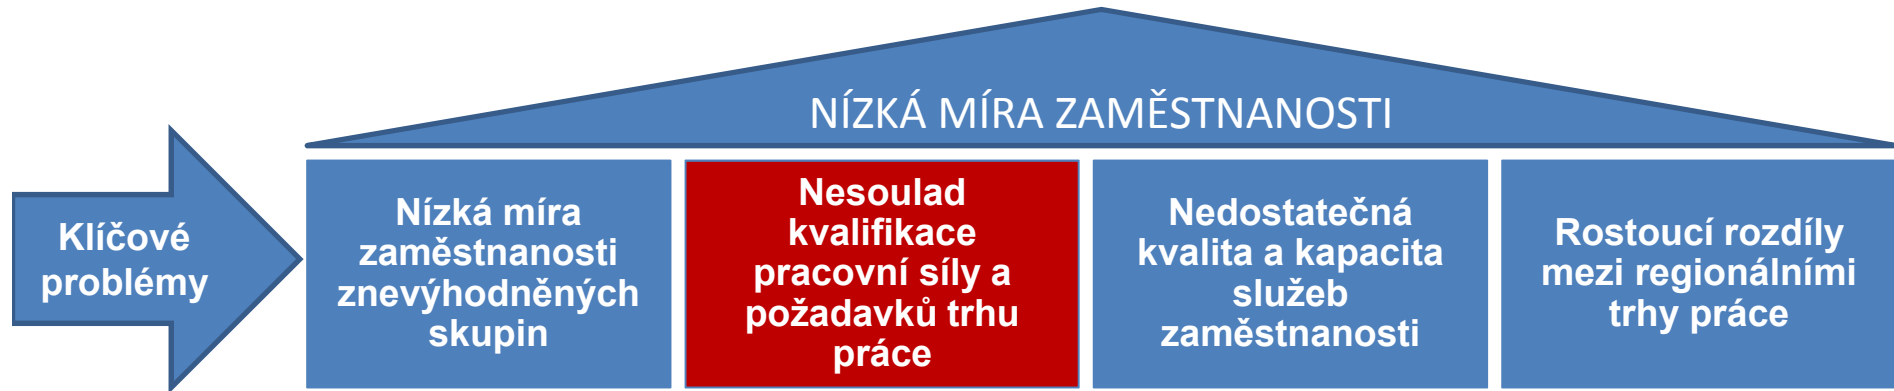 NÍZKÁ MÍRA ZAMĚSTNANOSTI
Klíčové
problémy
Nízká míra
zaměstnanosti
znevýhodněných
skupin
Nesoulad
kvalifikace
pracovní síly a
požadavků trhu
práce
Nedostatečná
kvalita a kapacita
služeb
zaměstnanosti
Rostoucí rozdíly
mezi regionálními
trhy práce